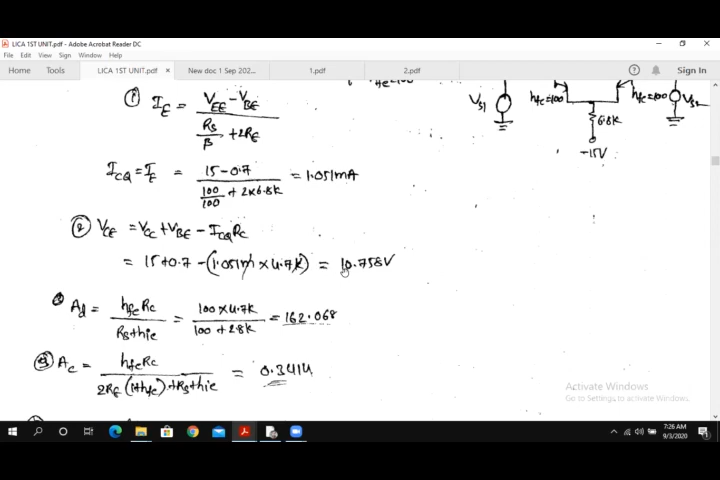 LICA 1ST UNIT.pdf - Adobe Acrobat Reader DC
File Edit View Sign Window Help
Home Tools LICA 1ST UNIT.pdf × New doc 1 Sep 202... 1.pdf 2.pdf Sign In
① IE = (VEE - VBE) / (RS/β + 2RE)
VS1 hfe=100 hfe=100 VS2
6.8K
-15V
ICQ = IE = (15 - 0.7) / (100/100 + 2×6.8K) = 1.051mA
② VCE = VCC + VBE - ICQRC
= 15+0.7 - (1.051m × 4.7K) = 10.758V
Ad = hfeRC / (RS+hie) = (100×4.7K) / (100+2.8K) = 162.068
Ac = hfeRC / (2RE(1+hfe)+RS+hie) = 0.3414
Activate Windows
Go to Settings to activate Windows.
7:26 AM
9/3/2020